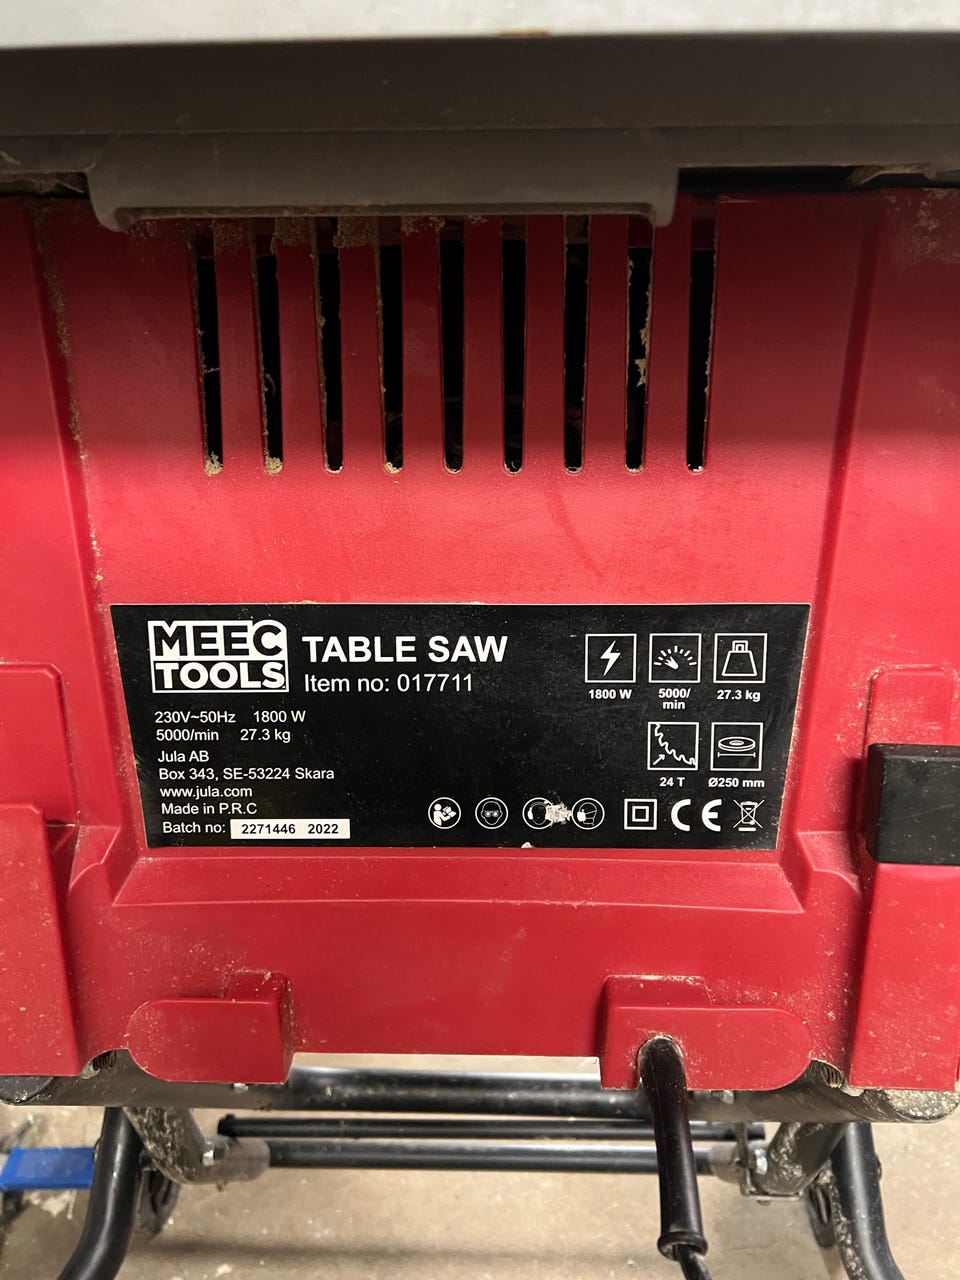 MEEC
TOOLS
TABLE SAW
Item no: 017711
230V~50Hz 1800 W
5000/min 27.3 kg
Jula AB
Box 343, SE-53224 Skara
www.jula.com
Made in P.R.C
Batch no: 2271446 2022
1800 W
5000/
min
27.3 kg
24 T
Ø250 mm
CE